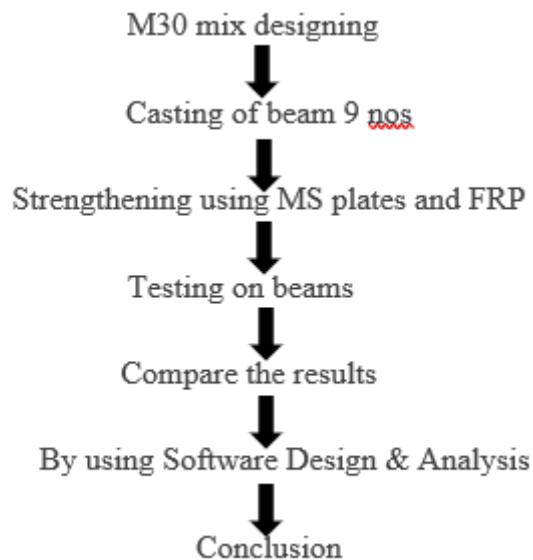 M30 mix designing
Casting of beam 9 nos
Strengthening using MS plates and FRP
Testing on beams
Compare the results
By using Software Design & Analysis
Conclusion